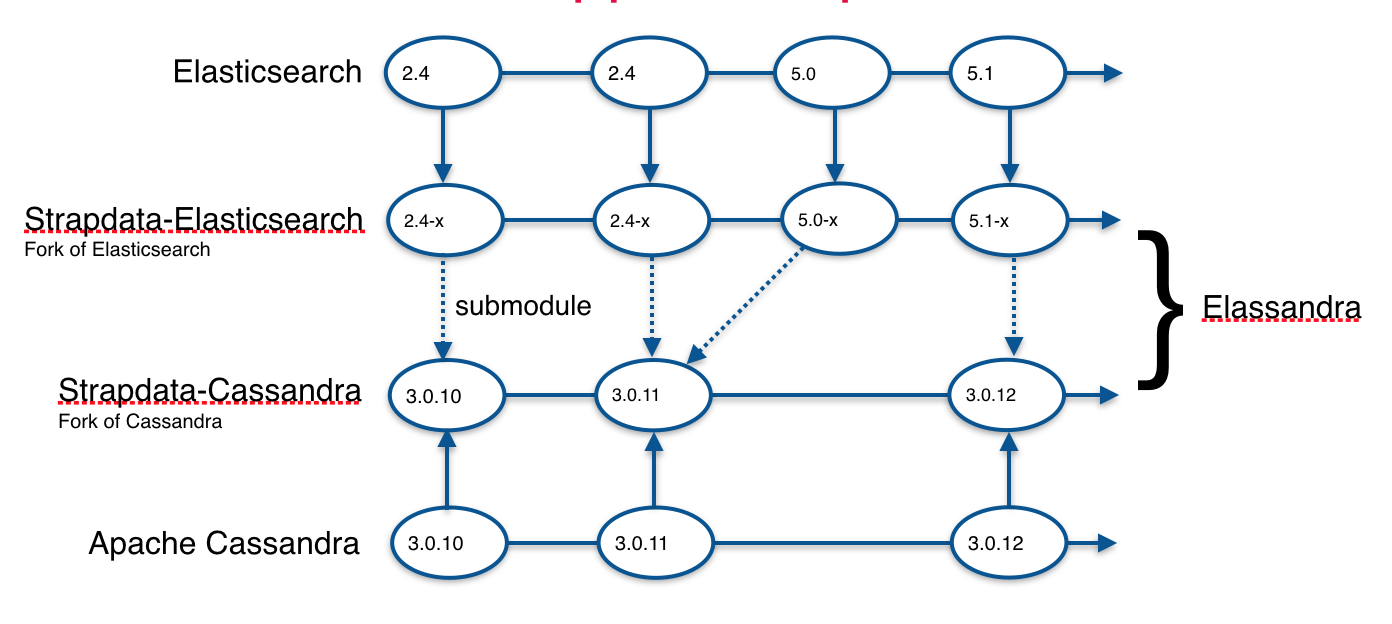 Elasticsearch
2.4
2.4
5.0
5.1
Strapdata-Elasticsearch
Fork of Elasticsearch
2.4-x
2.4-x
5.0-x
5.1-x
submodule
Elassandra
Strapdata-Cassandra
Fork of Cassandra
3.0.10
3.0.11
3.0.12
Apache Cassandra
3.0.10
3.0.11
3.0.12